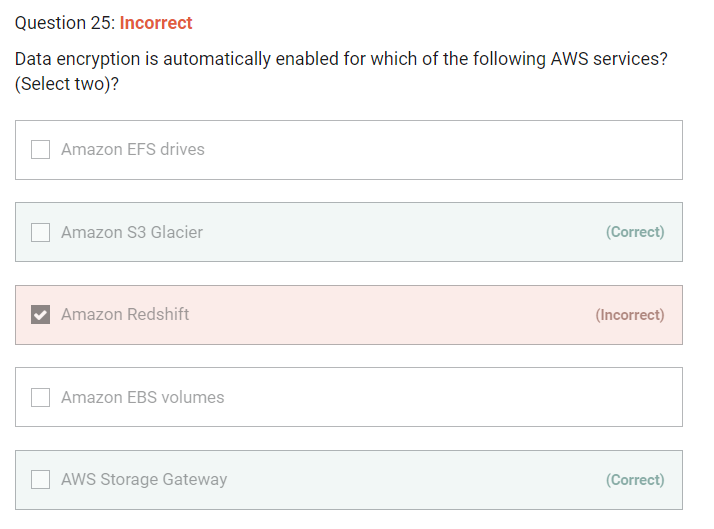 Question 25: Incorrect
Data encryption is automatically enabled for which of the following AWS services?
(Select two)?
Amazon EFS drives
Amazon S3 Glacier (Correct)
Amazon Redshift (Incorrect)
Amazon EBS volumes
AWS Storage Gateway (Correct)